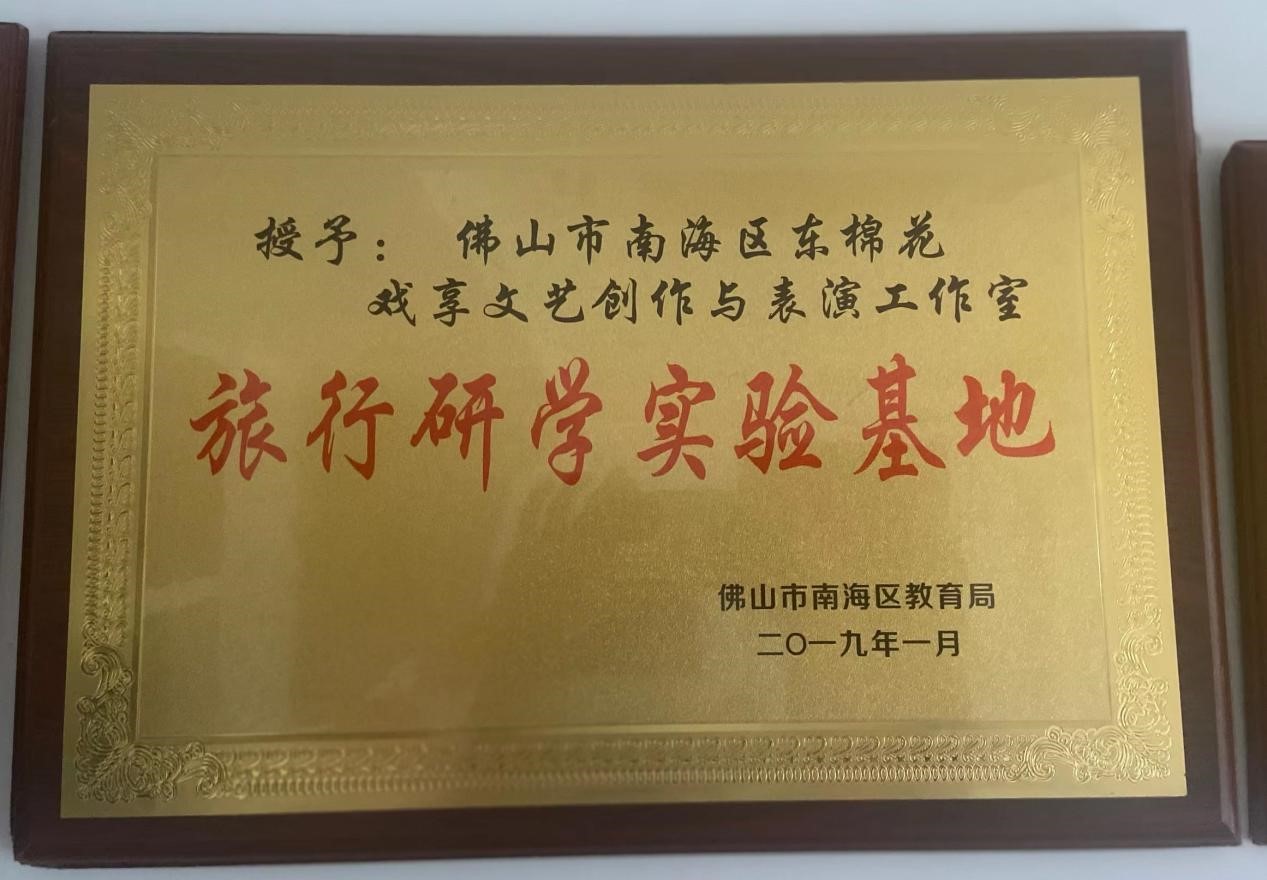 授予： 佛山市南海区东棉花
戏享文艺创作与表演工作室
旅行研学实验基地
佛山市南海区教育局
二〇一九年一月